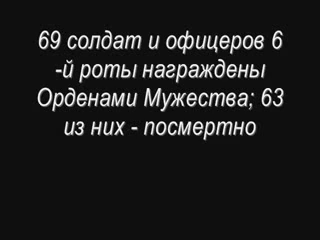 69 солдат и офицеров 6
-й роты награждены
Орденами Мужества; 63
из них - посмертно